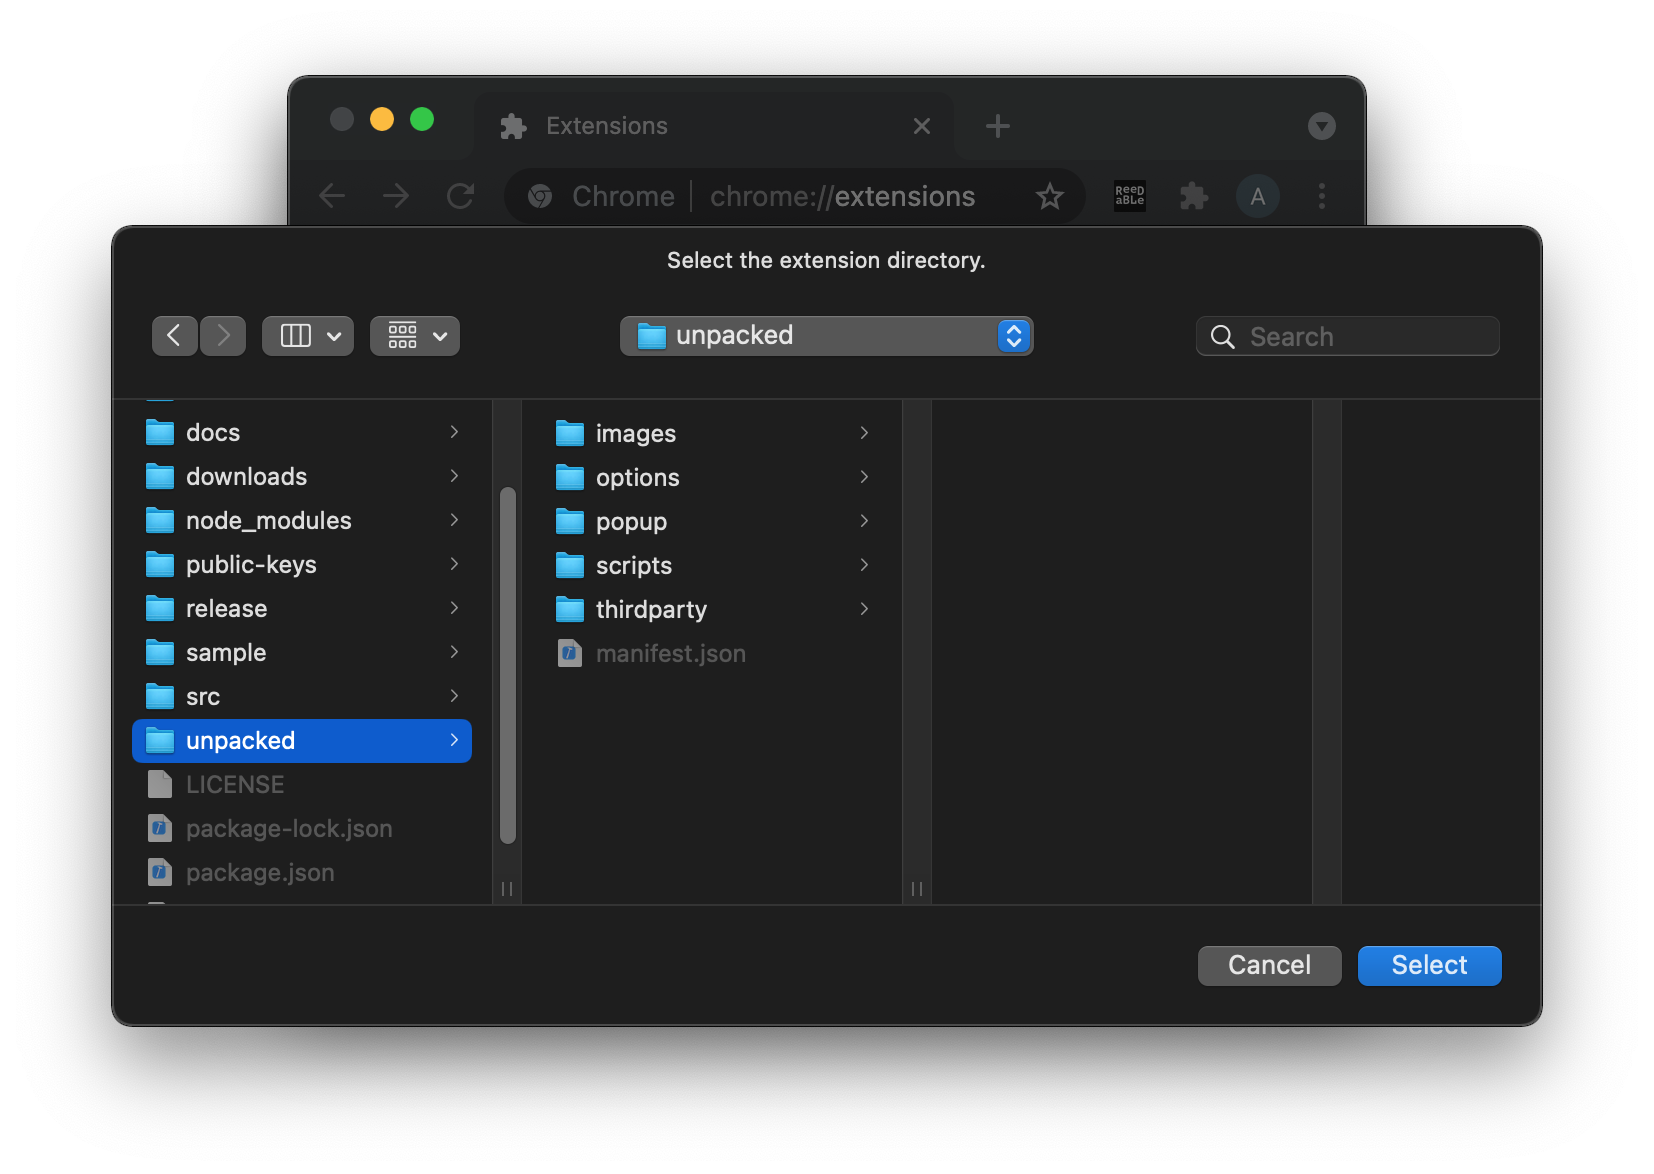 Extensions
Chrome chrome://extensions
ReeD
aBLe
A
Select the extension directory.
unpacked
Search
docs
downloads
node_modules
public-keys
release
sample
src
unpacked
LICENSE
package-lock.json
package.json
images
options
popup
scripts
thirdparty
manifest.json
Cancel
Select